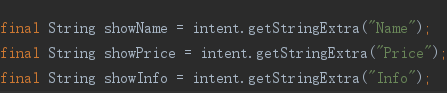 final String showName = intent.getStringExtra("Name");
final String showPrice = intent.getStringExtra("Price");
final String showInfo = intent.getStringExtra("Info");